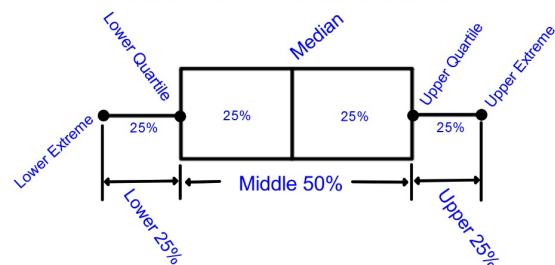 Lower Extreme
Lower Quartile
Median
Upper Quartile
Upper Extreme
25%
25%
25%
25%
Lower 25%
Middle 50%
Upper 25%